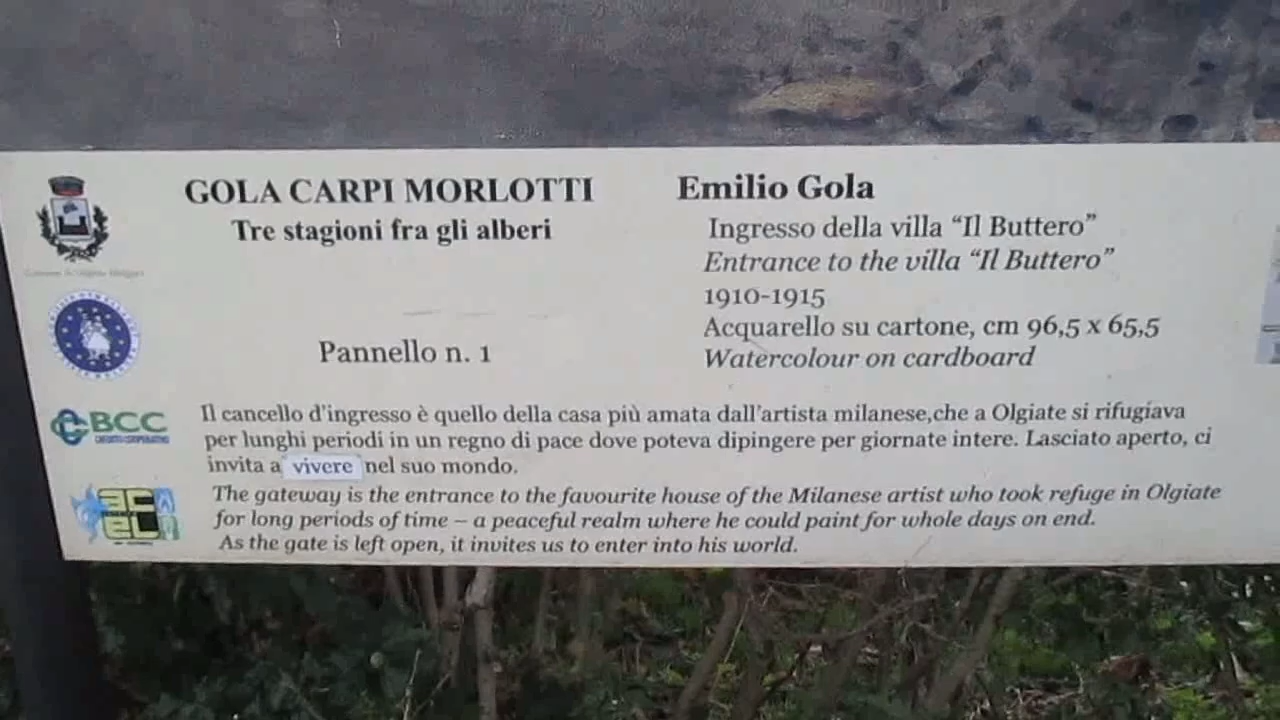 GOLA CARPI MORLOTTI
Tre stagioni fra gli alberi
Pannello n. 1
Emilio Gola
Ingresso della villa “Il Buttero”
Entrance to the villa “Il Buttero”
1910-1915
Acquarello su cartone, cm 96,5 x 65,5
Watercolour on cardboard
BCC
CREDITO COOPERATIVO
Il cancello d'ingresso è quello della casa più amata dall'artista milanese,che a Olgiate si rifugiava
per lunghi periodi in un regno di pace dove poteva dipingere per giornate intere. Lasciato aperto, ci
invita a vivere nel suo mondo.
acel
The gateway is the entrance to the favourite house of the Milanese artist who took refuge in Olgiate
for long periods of time – a peaceful realm where he could paint for whole days on end.
As the gate is left open, it invites us to enter into his world.